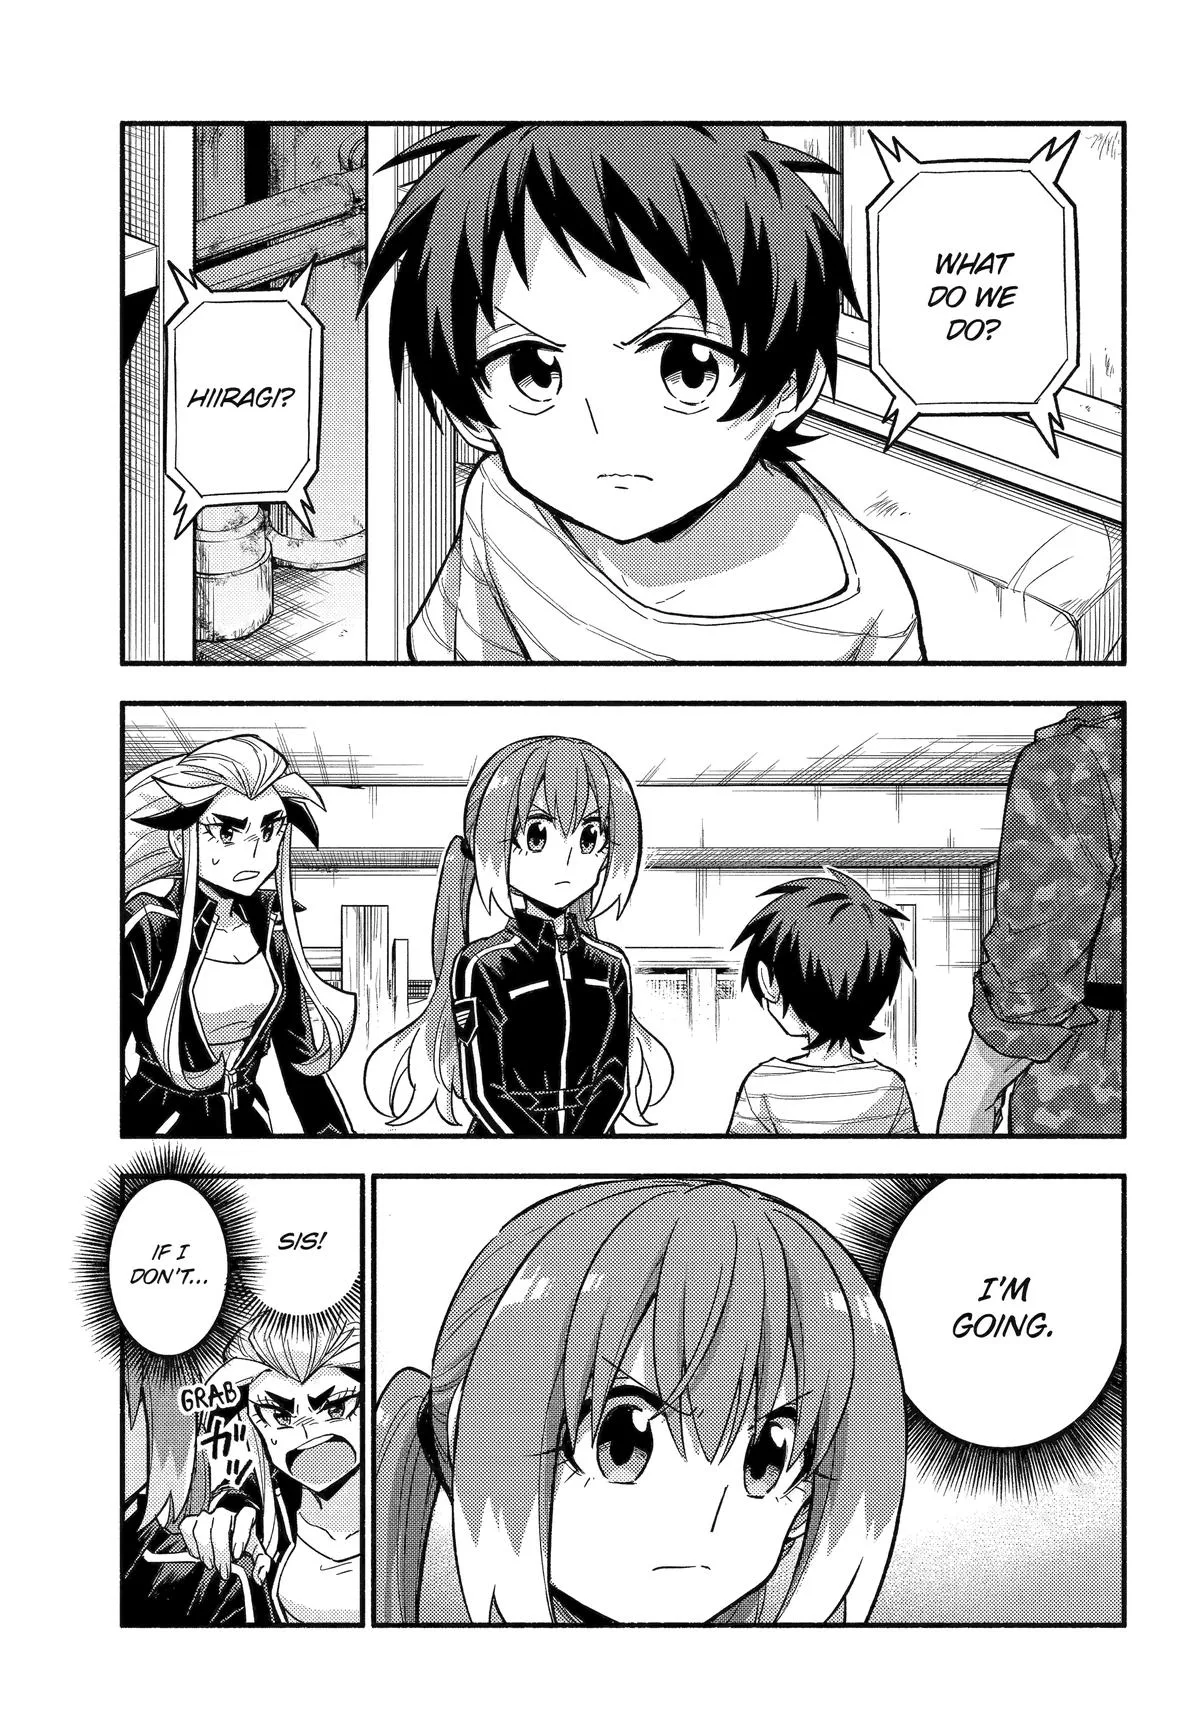 WHAT
DO WE
DO?
HIIRAGI?
I'M
GOING.
SIS!
IF I
DON'T...
GRAB
ガッ